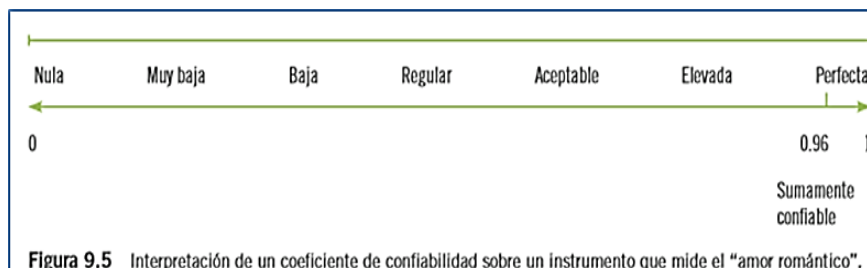 Nula Muy baja Baja Regular Aceptable Elevada Perfecta
0 0.96 1
Sumamente
confiable
Figura 9.5 Interpretación de un coeficiente de confiabilidad sobre un instrumento que mide el “amor romántico”.